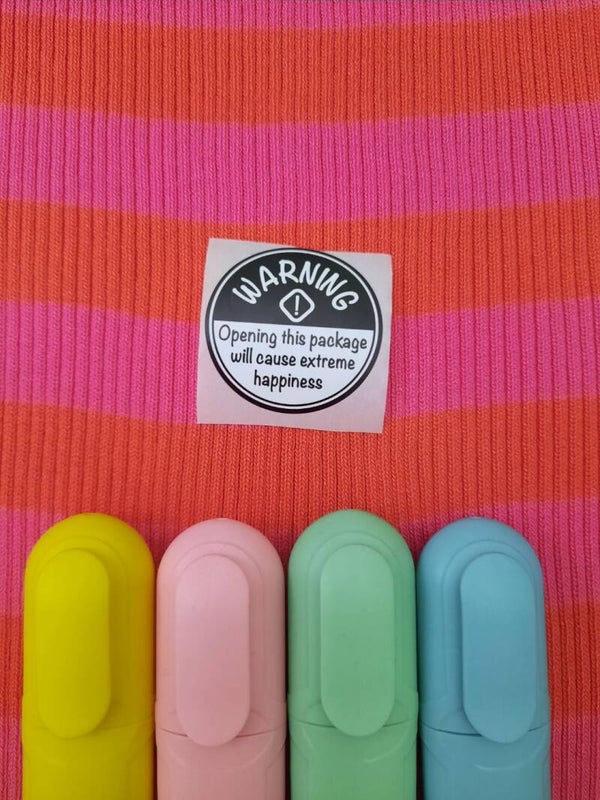 WARNING
!
Opening this package
will cause extreme
happiness